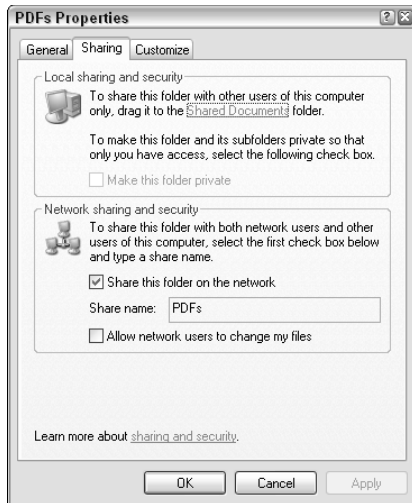 PDFs Properties
General Sharing Customize
Local sharing and security
To share this folder with other users of this computer
only, drag it to the Shared Documents folder.
To make this folder and its subfolders private so that
only you have access, select the following check box.
Make this folder private
Network sharing and security
To share this folder with both network users and other
users of this computer, select the first check box below
and type a share name.
Share this folder on the network
Share name: PDFs
Allow network users to change my files
Learn more about sharing and security.
OK Cancel Apply